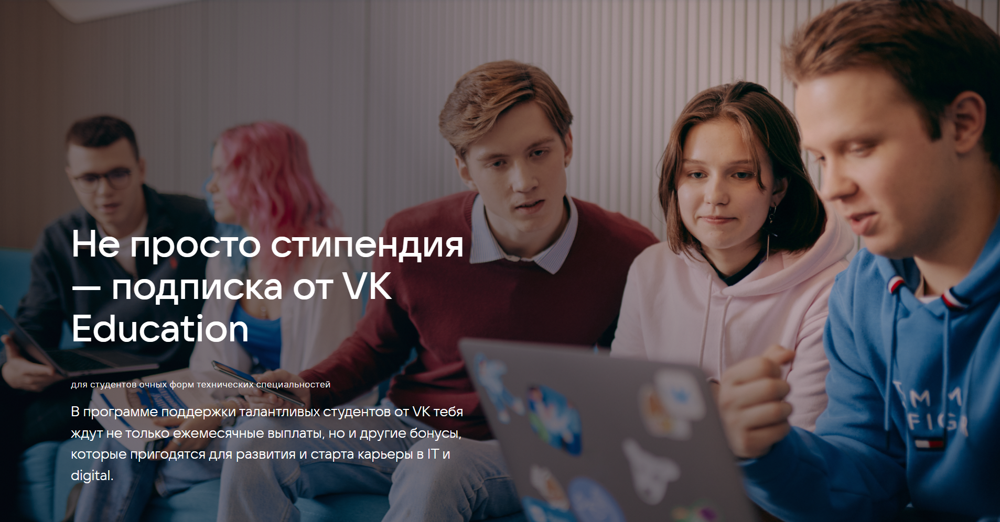 Не просто стипендия
— подписка от VK
Education
для студентов очных форм технических специальностей
В программе поддержки талантливых студентов от VK тебя
ждут не только ежемесячные выплаты, но и другие бонусы,
которые пригодятся для развития и старта карьеры в IT и
digital.